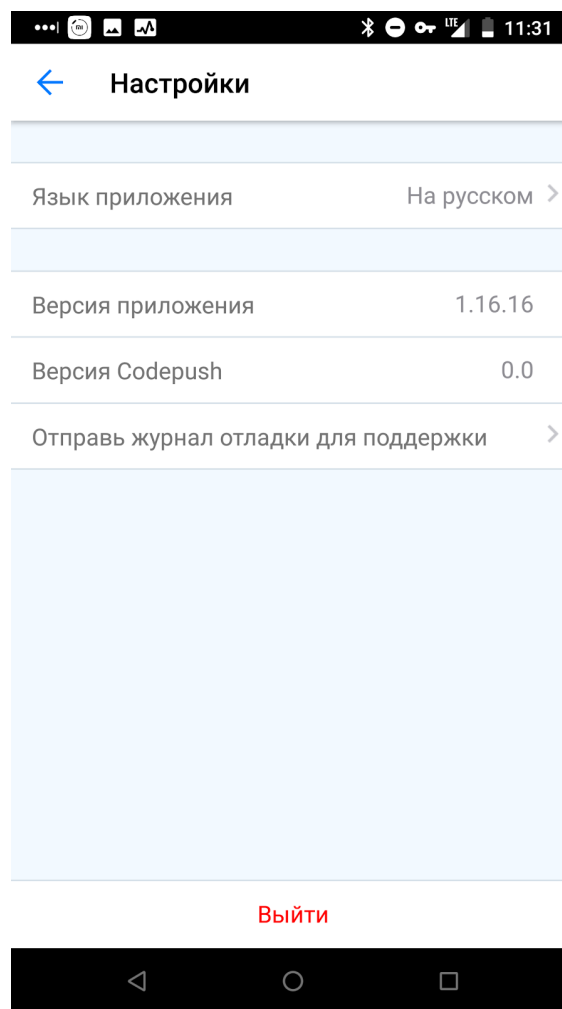 LTE 11:31
Настройки
Язык приложения На русском
Версия приложения 1.16.16
Версия Codepush 0.0
Отправь журнал отладки для поддержки
Выйти